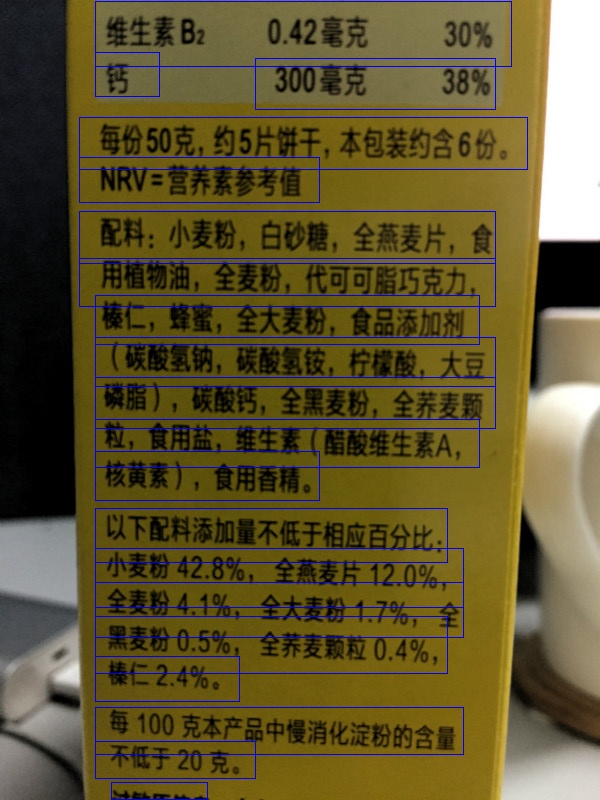 维生素B₂ 0.42毫克 30%
钙 300毫克 38%
每份50克, 约5片饼干, 本包装约含6份。
NRV=营养素参考值
配料：小麦粉，白砂糖，全燕麦片，食
用植物油，全麦粉，代可可脂巧克力，
榛仁，蜂蜜，全大麦粉，食品添加剂
（碳酸氢钠，碳酸氢铵，柠檬酸，大豆
磷脂），碳酸钙，全黑麦粉，全荞麦颗
粒，食用盐，维生素（醋酸维生素A，
核黄素），食用香精。
以下配料添加量不低于相应百分比：
小麦粉 42.8%， 全燕麦片 12.0%，
全麦粉 4.1%， 全大麦粉 1.7%， 全
黑麦粉 0.5%， 全荞麦颗粒 0.4%，
榛仁 2.4%。
每 100 克本产品中慢消化淀粉的含量
不低于 20 克。